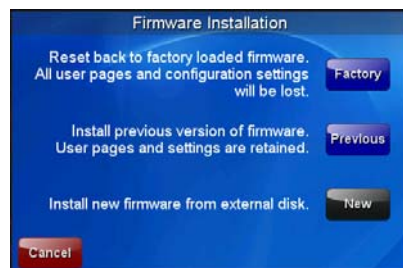 Firmware Installation
Reset back to factory loaded firmware.
All user pages and configuration settings
will be lost.
Factory
Install previous version of firmware.
User pages and settings are retained.
Previous
Install new firmware from external disk.
New
Cancel